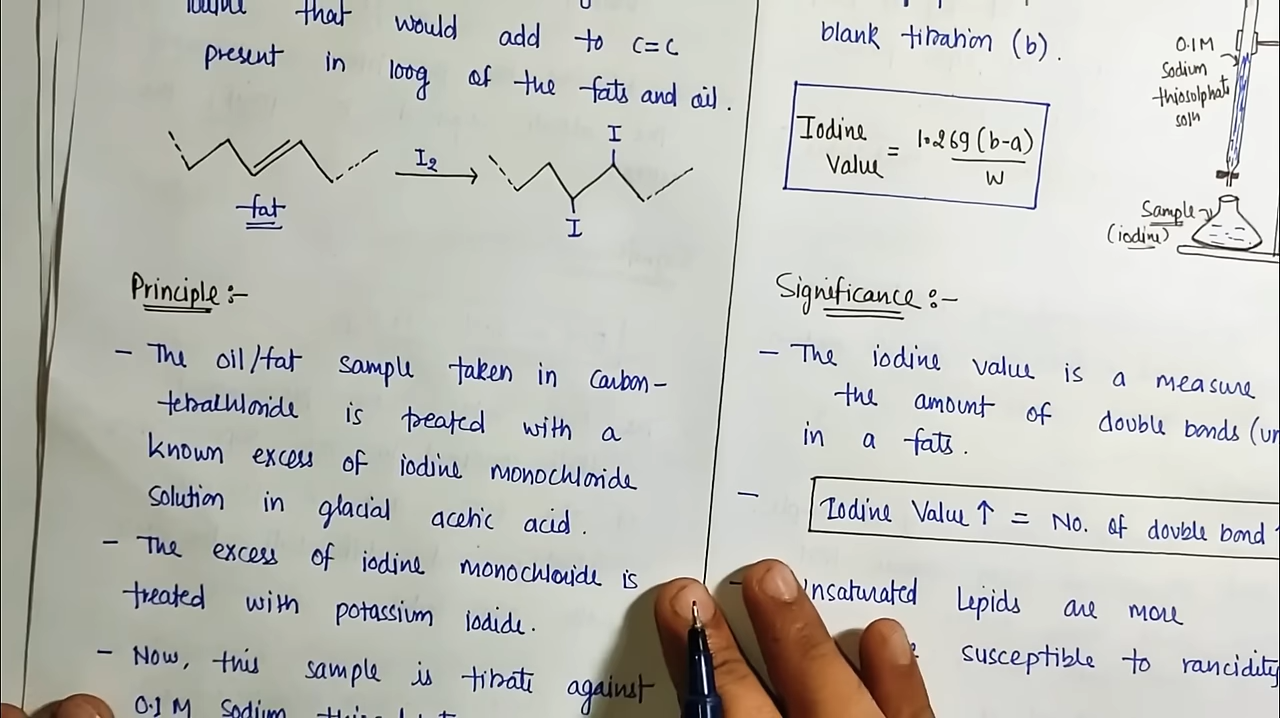 that would add to C=C
present in 100g of the fats and oil.
I2
I
I
fat
Principle :-
- The oil/fat sample taken in carbon-
tetrachloride is treated with a
known excess of iodine monochloride
solution in glacial acetic acid.
- The excess of iodine monochloride is
treated with potassium iodide.
- Now, this sample is titrate against
0.1 M Sodium
blank titration (b).
Iodine Value = 1.269 (b-a) / W
0.1M
Sodium
thiosulphate
soln
Sample
(iodine)
Significance :-
- The iodine value is a measure
the amount of double bonds (un
in a fats.
- Iodine Value ↑ = No. of double bond
nsaturated Lepids are more
susceptible to rancidity